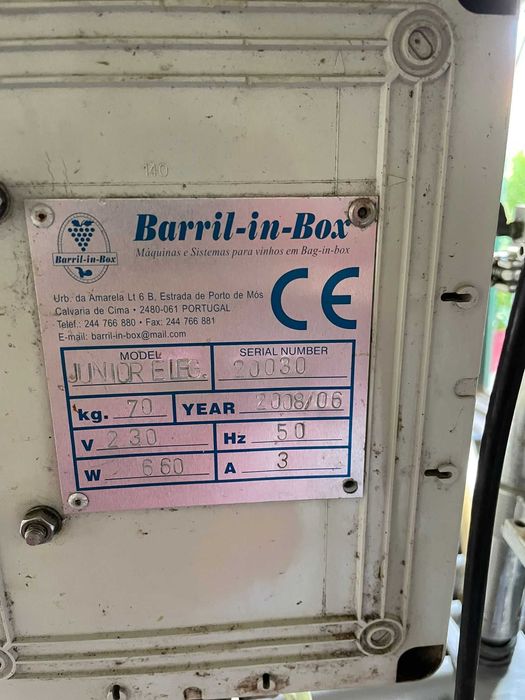 140
Barril-in-Box
Barril-in-Box
Máquinas e Sistemas para vinhos em Bag-in-box
Urb. da Amarela Lt 6 B, Estrada de Porto de Mós
Calvaria de Cima • 2480-061 PORTUGAL
Telef.: 244 766 880 • Fax: 244 766 881
E-mail: barril-in-box@mail.com
CE
MODEL SERIAL NUMBER
JUNIOR ELEC. 20030
kg. 70 YEAR 2008/06
V 230 Hz 50
W 660 A 3